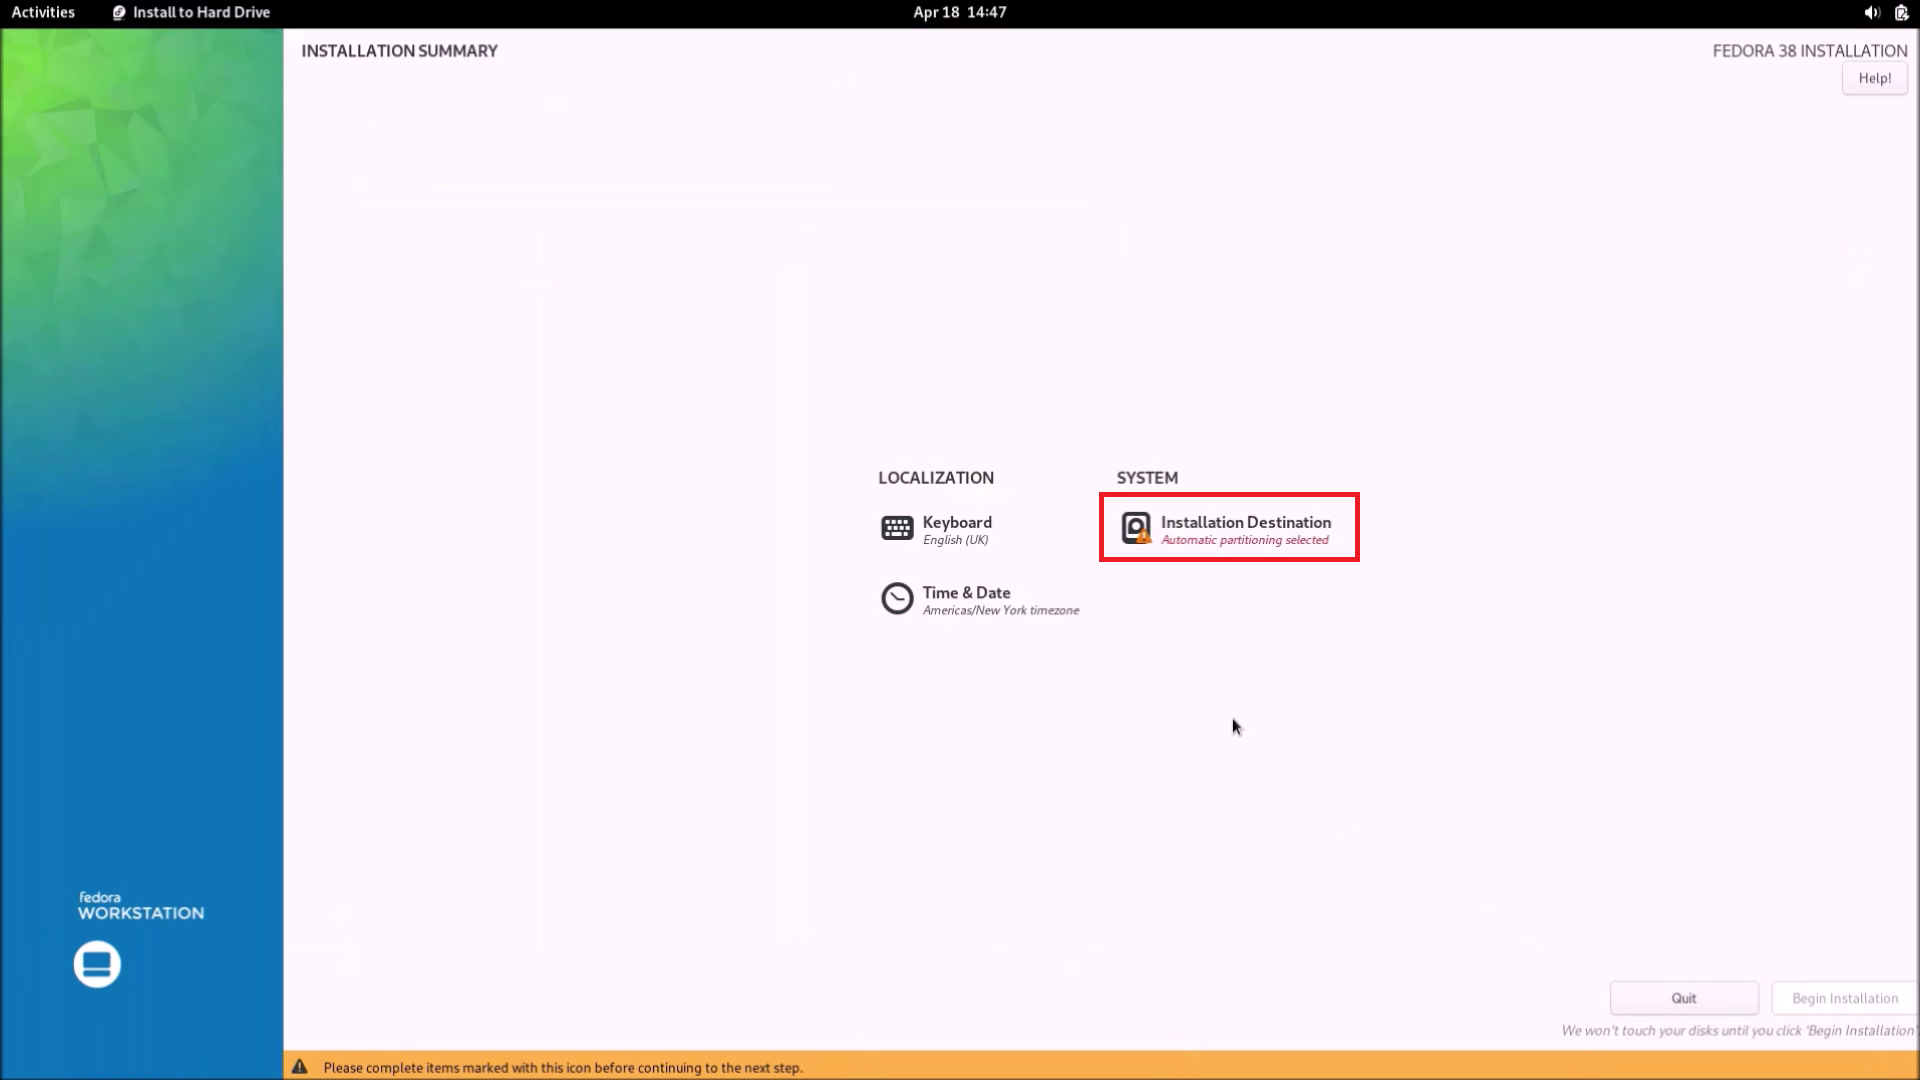 Activities
Install to Hard Drive
Apr 18 14:47
INSTALLATION SUMMARY
FEDORA 38 INSTALLATION
Help!
LOCALIZATION
SYSTEM
Keyboard
English (UK)
Installation Destination
Automatic partitioning selected
Time & Date
Americas/New York timezone
fedora
WORKSTATION
Quit
Begin Installation
We won't touch your disks until you click 'Begin Installation'
Please complete items marked with this icon before continuing to the next step.